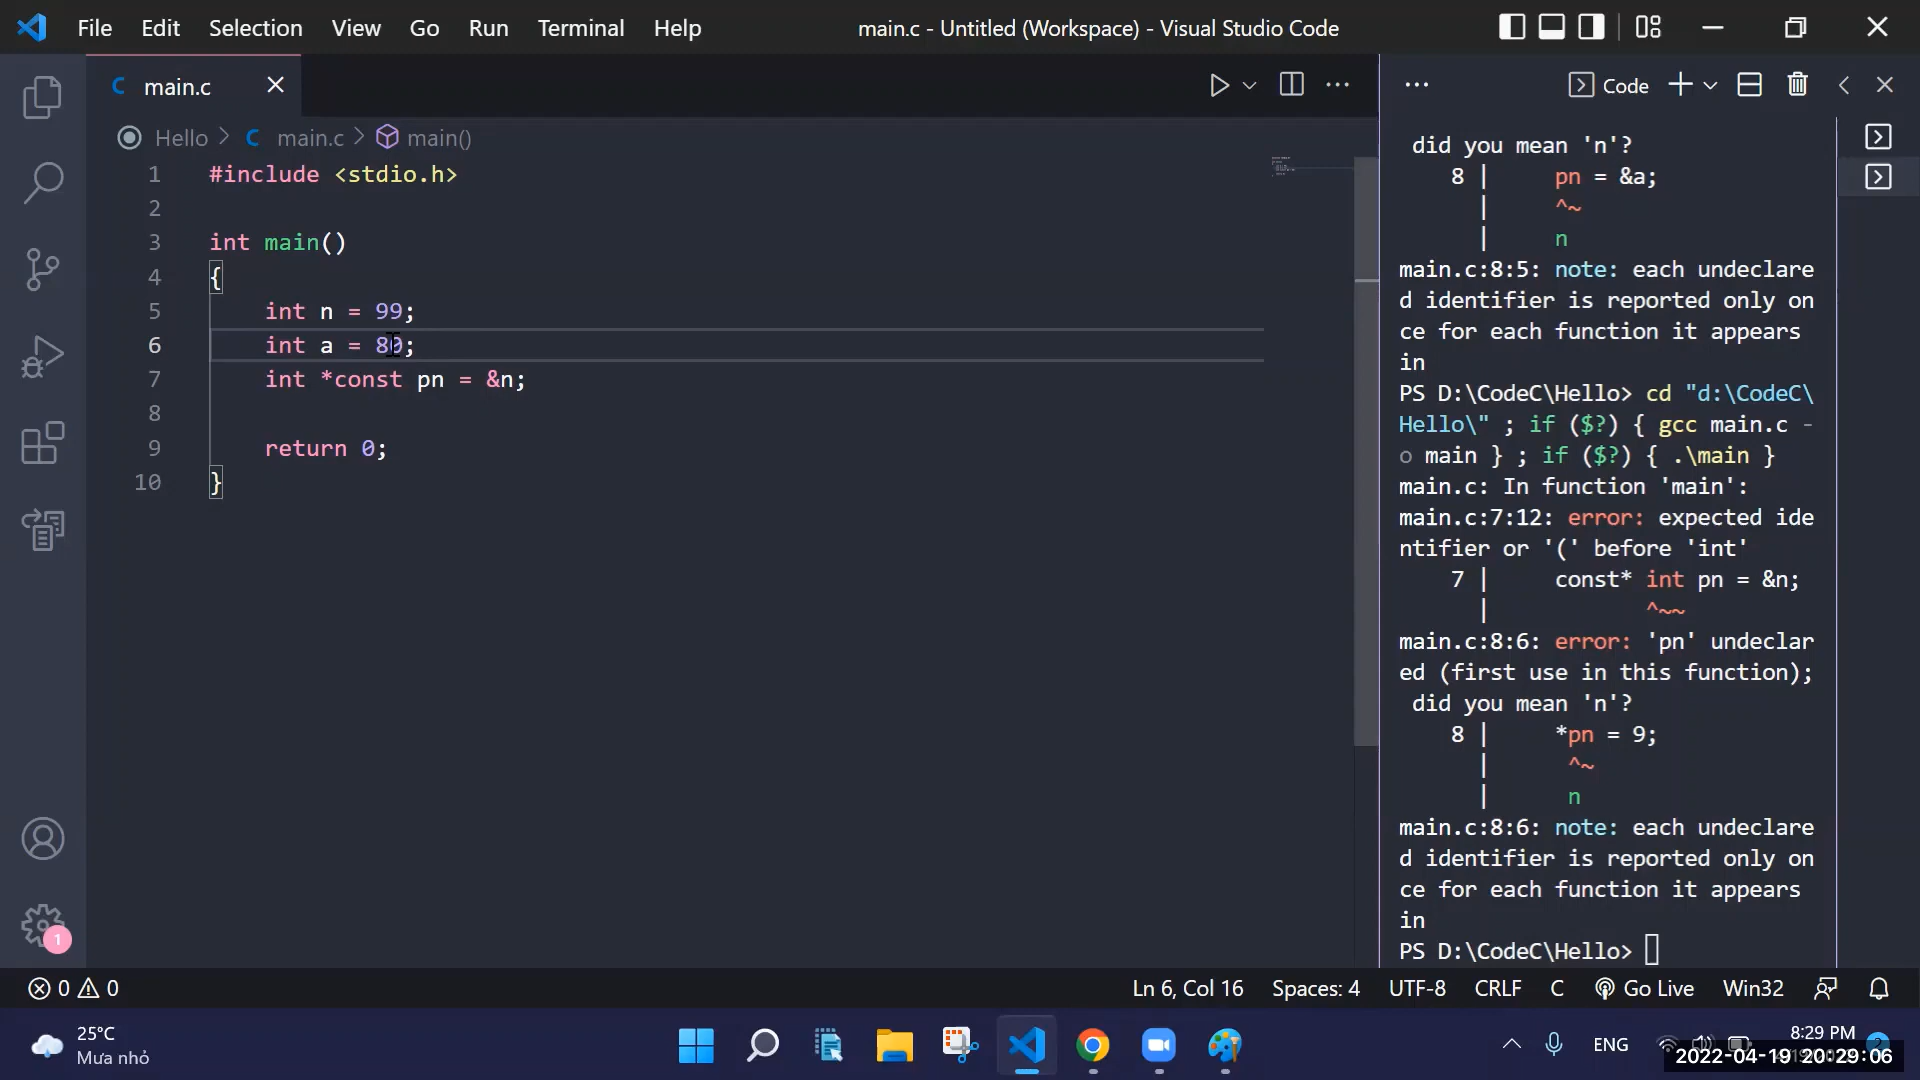 File Edit Selection View Go Run Terminal Help main.c - Untitled (Workspace) - Visual Studio Code
C main.c
Code
Hello > C main.c > main()
1 #include <stdio.h>
2
3 int main()
4 {
5 int n = 99;
6 int a = 80;
7 int *const pn = &n;
8
9 return 0;
10 }
did you mean 'n'?
8 | pn = &a;
| ^~
| n
main.c:8:5: note: each undeclare
d identifier is reported only on
ce for each function it appears
in
PS D:\CodeC\Hello> cd "d:\CodeC\
Hello\" ; if ($?) { gcc main.c -
o main } ; if ($?) { .\main }
main.c: In function 'main':
main.c:7:12: error: expected ide
ntifier or '(' before 'int'
7 | const* int pn = &n;
| ^~~
main.c:8:6: error: 'pn' undeclar
ed (first use in this function);
did you mean 'n'?
8 | *pn = 9;
| ^~
| n
main.c:8:6: note: each undeclare
d identifier is reported only on
ce for each function it appears
in
PS D:\CodeC\Hello>
1
0 0 Ln 6, Col 16 Spaces: 4 UTF-8 CRLF C Go Live Win32
25°C
Mưa nhỏ
ENG
8:29 PM
2022-04-19 20:29:06